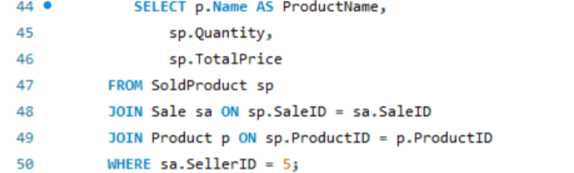 44 SELECT p.Name AS ProductName,
45 sp.Quantity,
46 sp.TotalPrice
47 FROM SoldProduct sp
48 JOIN Sale sa ON sp.SaleID = sa.SaleID
49 JOIN Product p ON sp.ProductID = p.ProductID
50 WHERE sa.SellerID = 5;